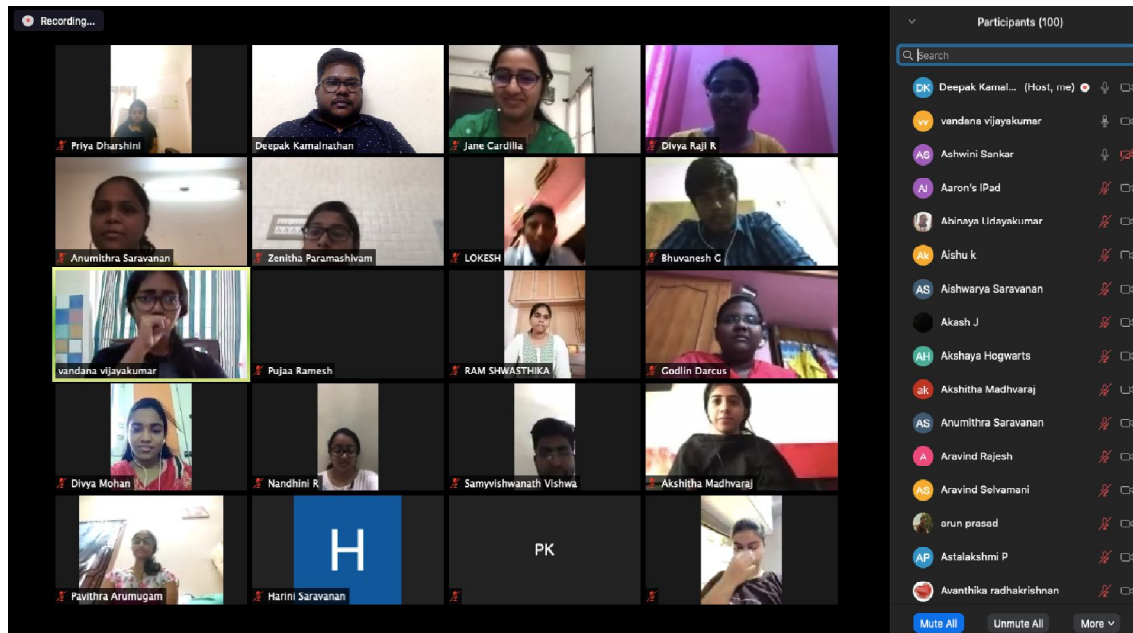 Recording...
Priya Dharshini
Deepak Kamalnathan
Jane Cardilia
Divya Raji R
Anumithra Saravanan
Zenitha Paramashivam
LOKESH
Bhuvanesh G
vandana vijayakumar
Pujaa Ramesh
RAM SHWASTHIKA
Godlin Darcus
Divya Mohan
Nandhini R
Samyvishwanath Vishwa
Akshitha Madhvaraj
Pavithra Arumugam
H
Harini Saravanan
PK
Participants (100)
Search
DK Deepak Kamal... (Host, me)
vv vandana vijayakumar
AS Ashwini Sankar
AI Aaron's iPad
Abinaya Udayakumar
Ak Aishu k
AS Aishwarya Saravanan
Akash J
AH Akshaya Hogwarts
ak Akshitha Madhvaraj
AS Anumithra Saravanan
A Aravind Rajesh
AS Aravind Selvamani
arun prasad
AP Astalakshmi P
Avanthika radhakrishnan
Mute All Unmute All More